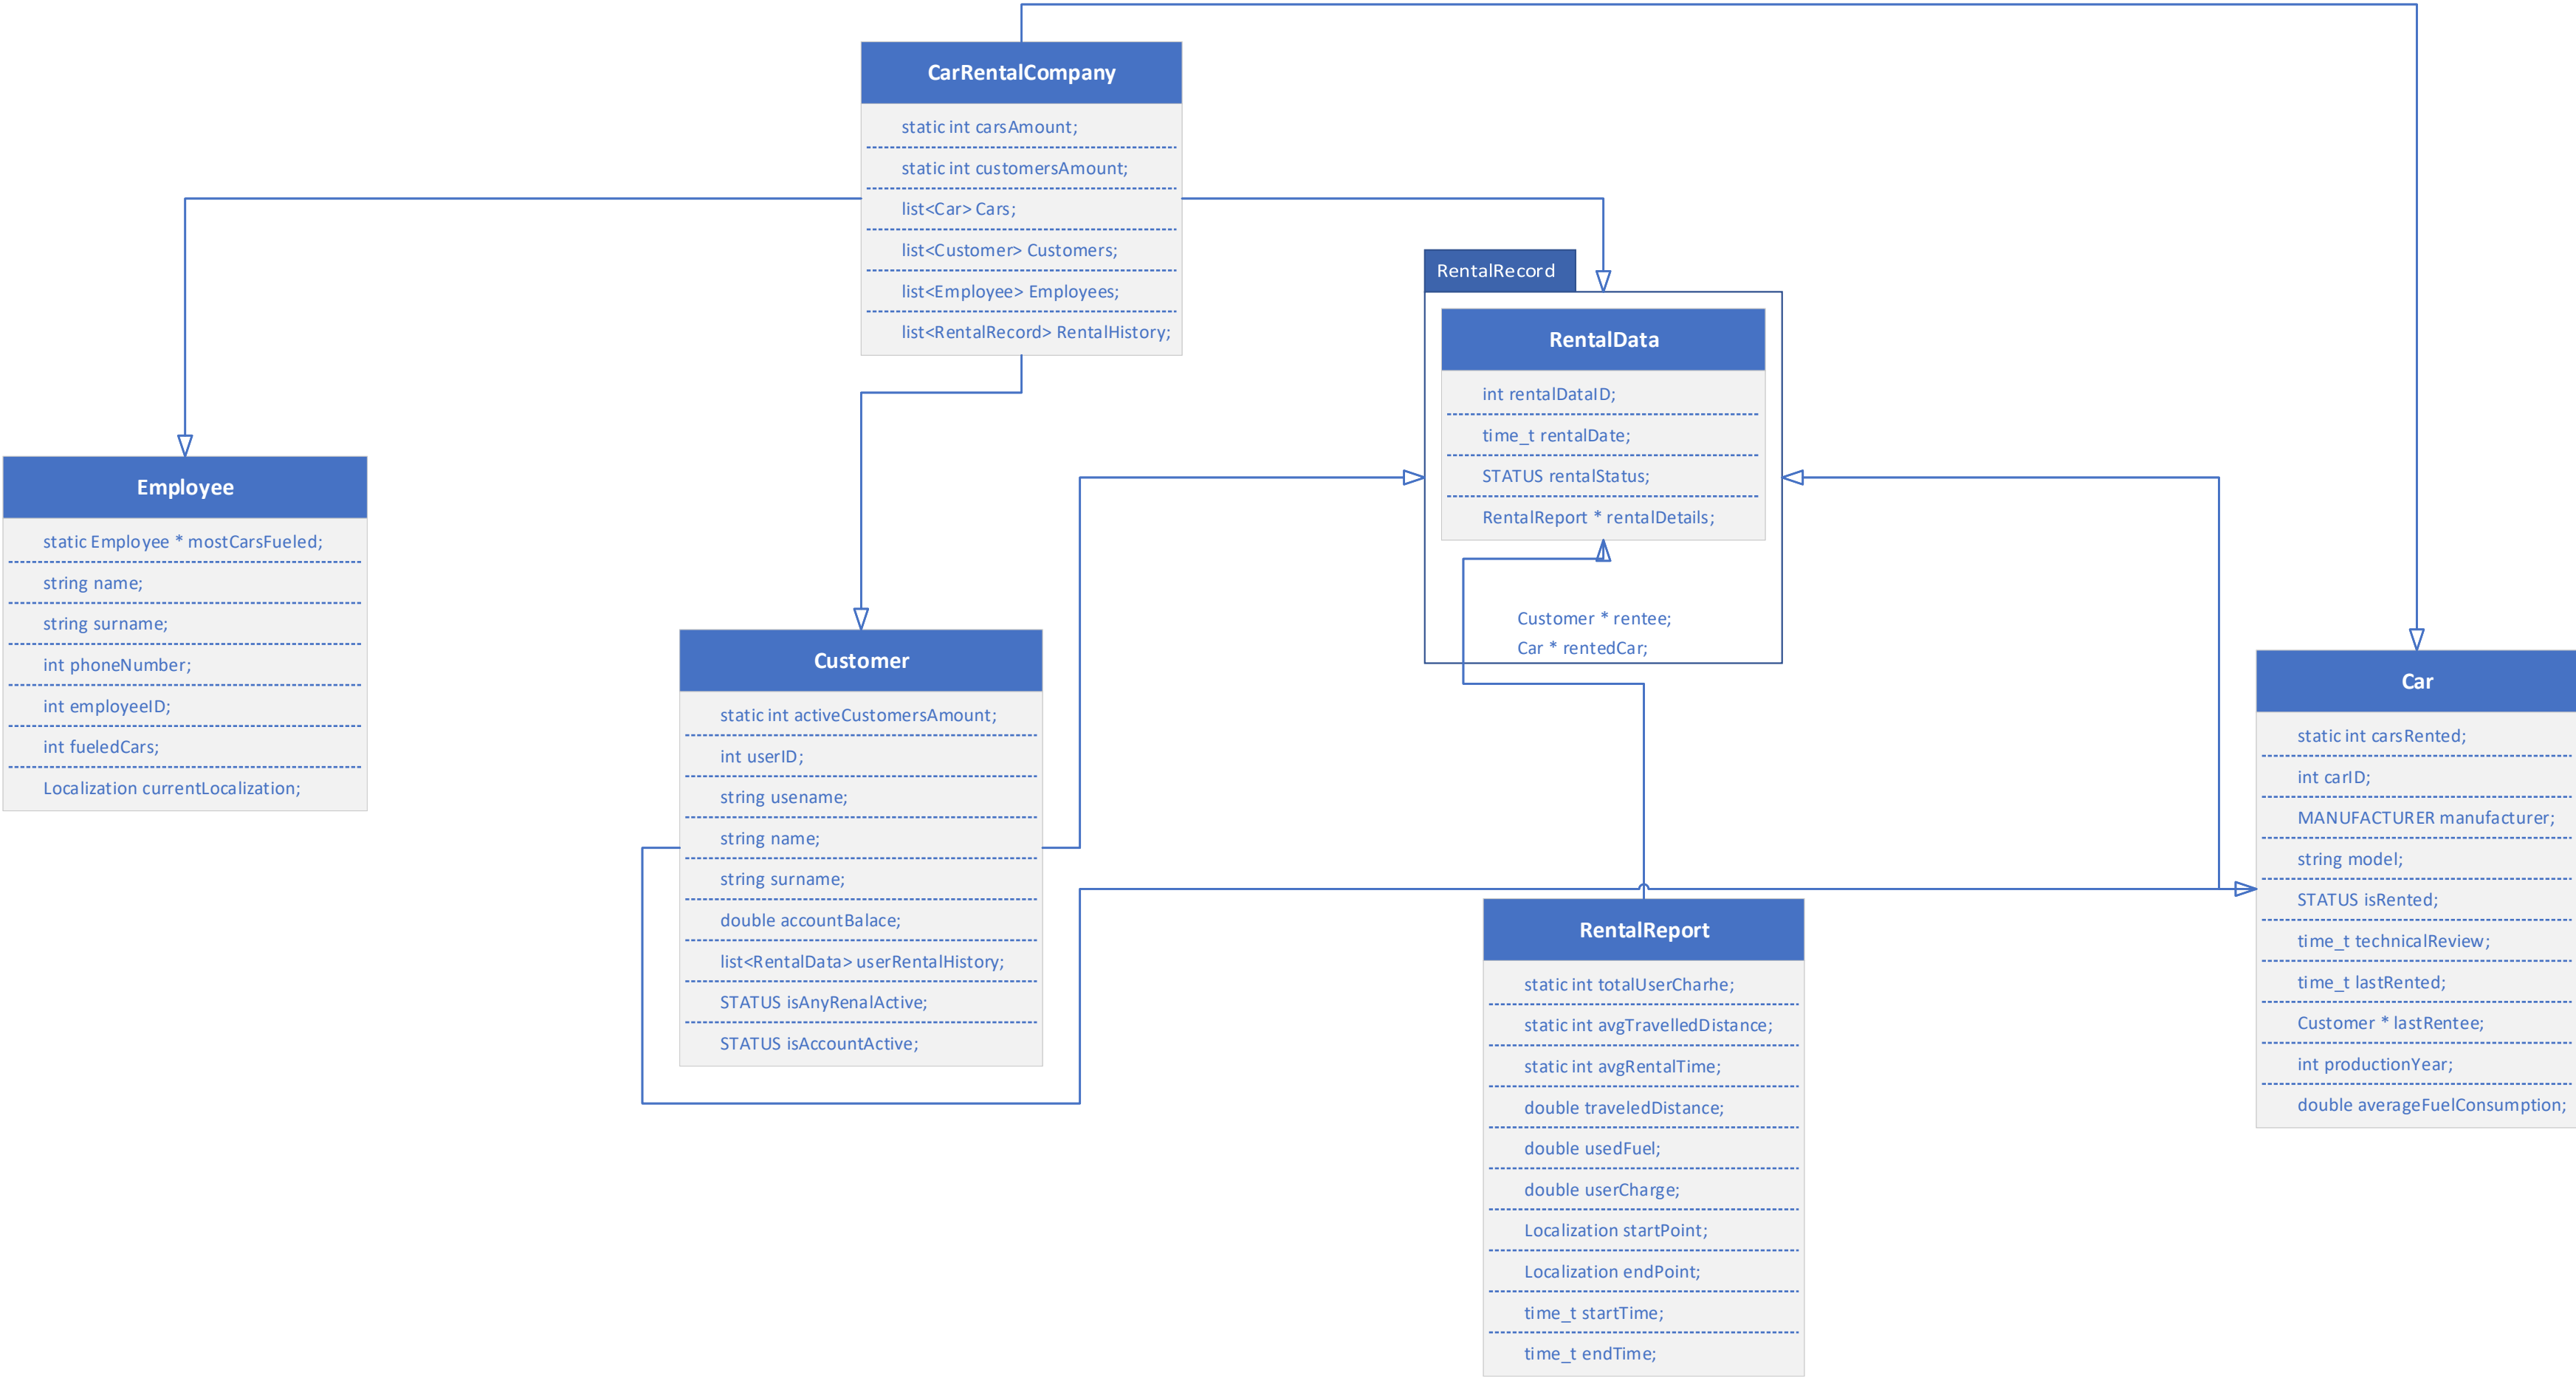 CarRentalCompany
static int carsAmount;
static int customersAmount;
list<Car> Cars;
list<Customer> Customers;
list<Employee> Employees;
list<RentalRecord> RentalHistory;
RentalRecord
RentalData
int rentalDataID;
time_t rentalDate;
STATUS rentalStatus;
RentalReport * rentalDetails;
Customer * rentee;
Car * rentedCar;
Employee
static Employee * mostCarsFueled;
string name;
string surname;
int phoneNumber;
int employeeID;
int fueledCars;
Localization currentLocalization;
Customer
static int activeCustomersAmount;
int userID;
string usename;
string name;
string surname;
double accountBalace;
list<RentalData> userRentalHistory;
STATUS isAnyRenalActive;
STATUS isAccountActive;
Car
static int carsRented;
int carID;
MANUFACTURER manufacturer;
string model;
STATUS isRented;
time_t technicalReview;
time_t lastRented;
Customer * lastRentee;
int productionYear;
double averageFuelConsumption;
RentalReport
static int totalUserCharhe;
static int avgTravelledDistance;
static int avgRentalTime;
double traveledDistance;
double usedFuel;
double userCharge;
Localization startPoint;
Localization endPoint;
time_t startTime;
time_t endTime;